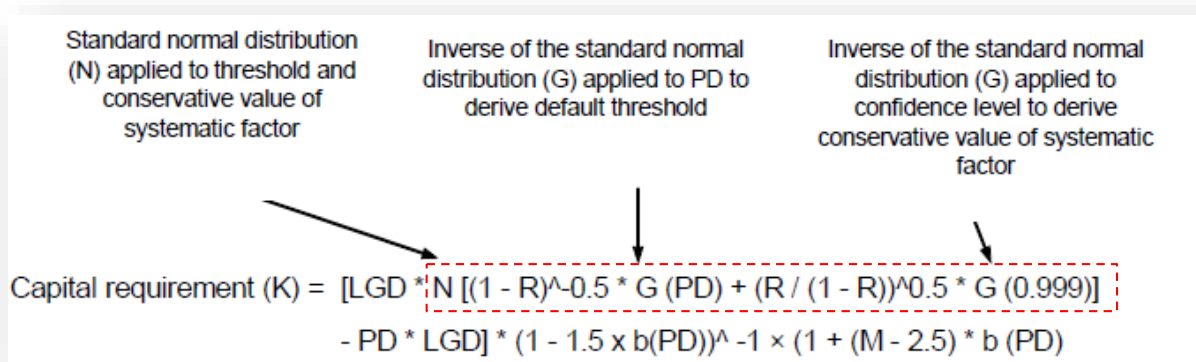 Standard normal distribution
(N) applied to threshold and
conservative value of
systematic factor
Inverse of the standard normal
distribution (G) applied to PD to
derive default threshold
Inverse of the standard normal
distribution (G) applied to
confidence level to derive
conservative value of systematic
factor
Capital requirement (K) = [LGD * N [(1 - R)^-0.5 * G (PD) + (R / (1 - R))^0.5 * G (0.999)]
- PD * LGD] * (1 - 1.5 x b(PD))^ -1 × (1 + (M - 2.5) * b (PD)